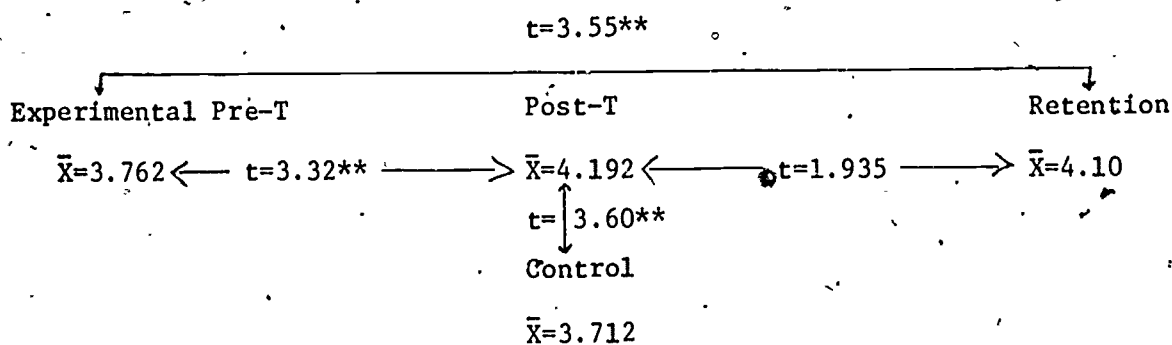 t=3.55**
Experimental Pre-T Post-T Retention
X̄=3.762 t=3.32** X̄=4.192 t=1.935 X̄=4.10
t= 3.60**
Control
X̄=3.712